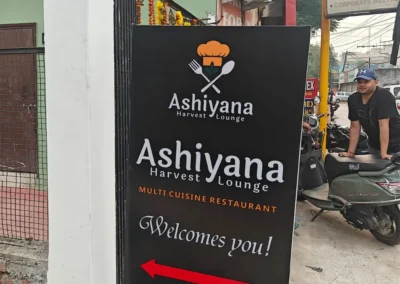 Ashiyana
Harvest Lounge
Ashiyana
Harvest Lounge
MULTI CUISINE RESTAURANT
Welcomes you!